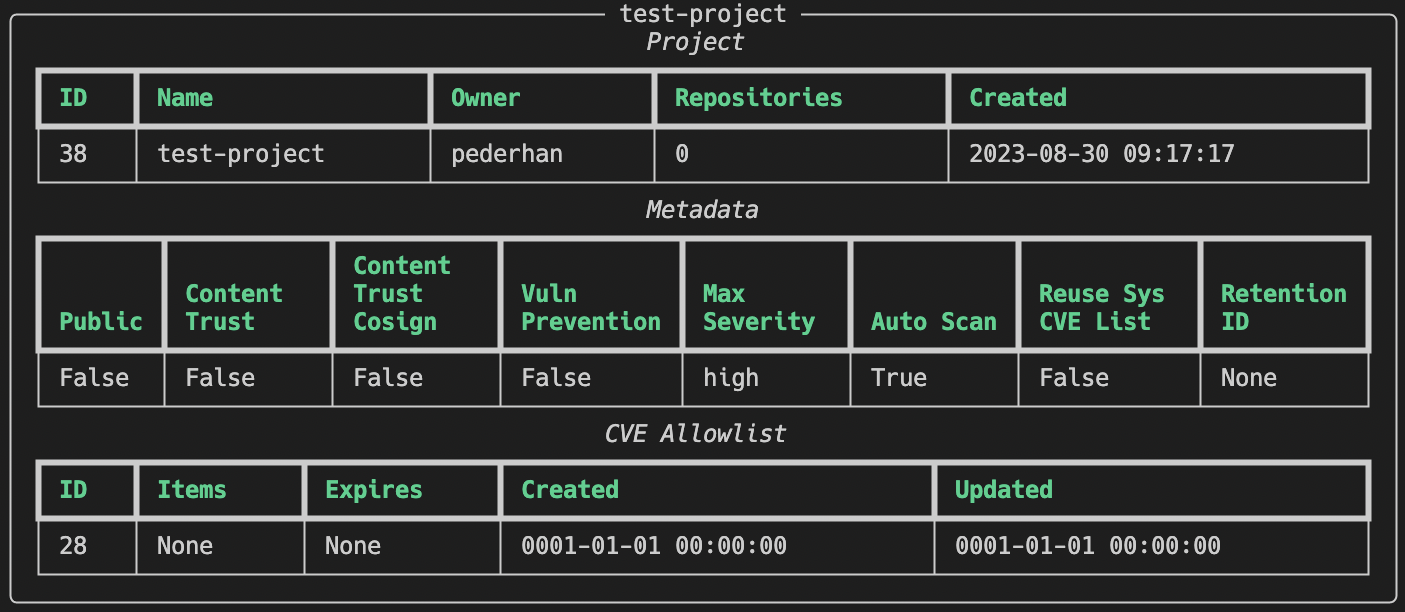 test-project
Project
ID Name Owner Repositories Created
38 test-project pederhan 0 2023-08-30 09:17:17
Metadata
Content
Content Trust Vuln Max Reuse Sys Retention
Public Trust Cosign Prevention Severity Auto Scan CVE List ID
False False False False high True False None
CVE Allowlist
ID Items Expires Created Updated
28 None None 0001-01-01 00:00:00 0001-01-01 00:00:00